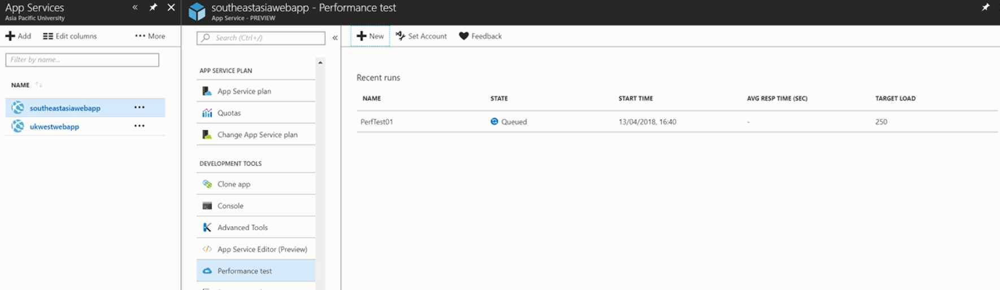 App Services
Asia Pacific University
Add
Edit columns
More
Filter by name...
NAME
southeastasiawebapp
ukwestwebapp
southeastasiawebapp - Performance test
App Service - PREVIEW
Search (Ctrl+/)
APP SERVICE PLAN
App Service plan
Quotas
Change App Service plan
DEVELOPMENT TOOLS
Clone app
Console
Advanced Tools
App Service Editor (Preview)
Performance test
New Set Account Feedback
Recent runs
NAME STATE START TIME AVG RESP TIME (SEC) TARGET LOAD
PerfTest01 Queued 13/04/2018, 16:40 - 250